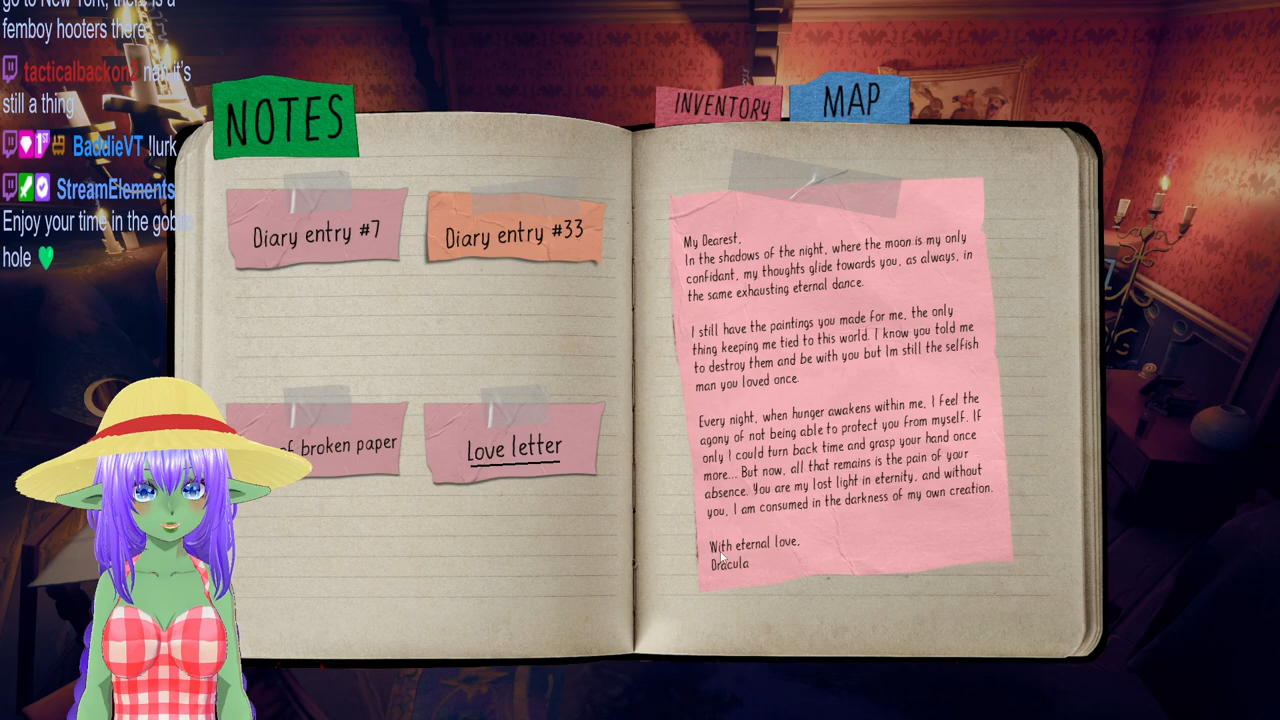 go to New York, there is a
femboy hooters there
tacticalbackon2 nah it's
still a thing
BaddieVT !lurk
StreamElements
Enjoy your time in the
hole
NOTES
INVENTORY
MAP
Diary entry #7
Diary entry #33
of broken paper
Love letter
My Dearest,
In the shadows of the night, where the moon is my only
confidant, my thoughts glide towards you, as always, in
the same exhausting eternal dance.
I still have the paintings you made for me, the only
thing keeping me tied to this world. I know you told me
to destroy them and be with you but Im still the selfish
man you loved once.
Every night, when hunger awakens within me, I feel the
agony of not being able to protect you from myself. If
only I could turn back time and grasp your hand once
more... But now, all that remains is the pain of your
absence. You are my lost light in eternity, and without
you, I am consumed in the darkness of my own creation.
With eternal love,
Dracula